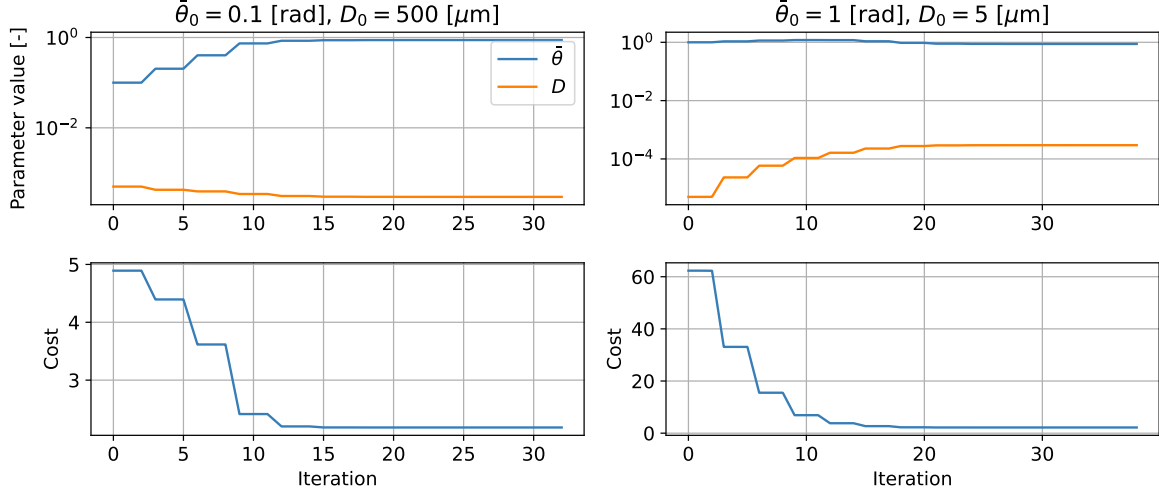 θ̄₀ = 0.1 [rad], D₀ = 500 [μm]
θ̄₀ = 1 [rad], D₀ = 5 [μm]
Parameter value [-]
10⁰
10⁻²
θ̄
D
0 5 10 15 20 25 30
10⁰
10⁻²
10⁻⁴
0 10 20 30
Cost
5
4
3
0 5 10 15 20 25 30
Iteration
Cost
60
40
20
0
0 10 20 30
Iteration